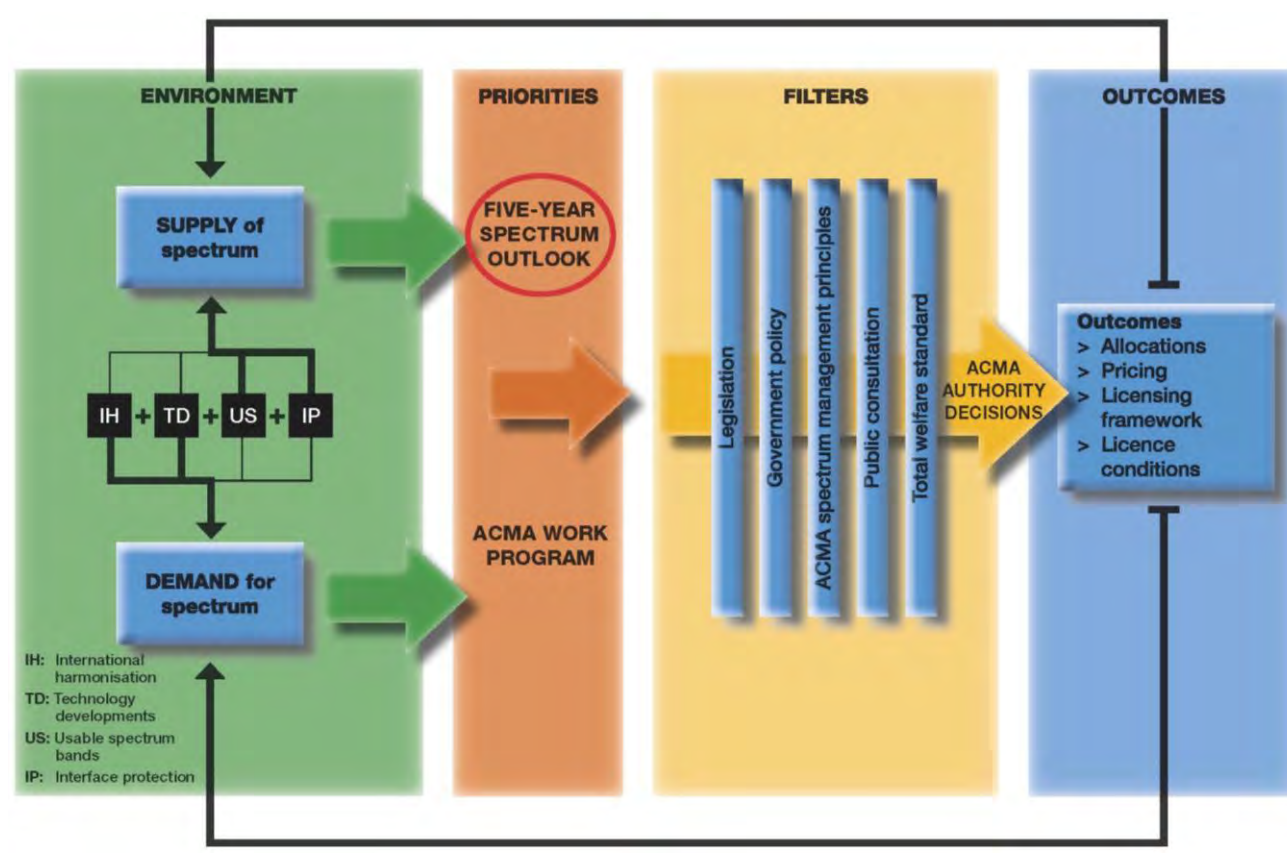 ENVIRONMENT
SUPPLY of
spectrum
IH + TD + US + IP
DEMAND for
spectrum
IH: International
harmonisation
TD: Technology
developments
US: Usable spectrum
bands
IP: Interface protection
PRIORITIES
FIVE-YEAR
SPECTRUM
OUTLOOK
ACMA WORK
PROGRAM
FILTERS
Legislation
Government policy
ACMA spectrum management principles
Public consultation
Total welfare standard
ACMA
AUTHORITY
DECISIONS
OUTCOMES
Outcomes
> Allocations
> Pricing
> Licensing
framework
> Licence
conditions